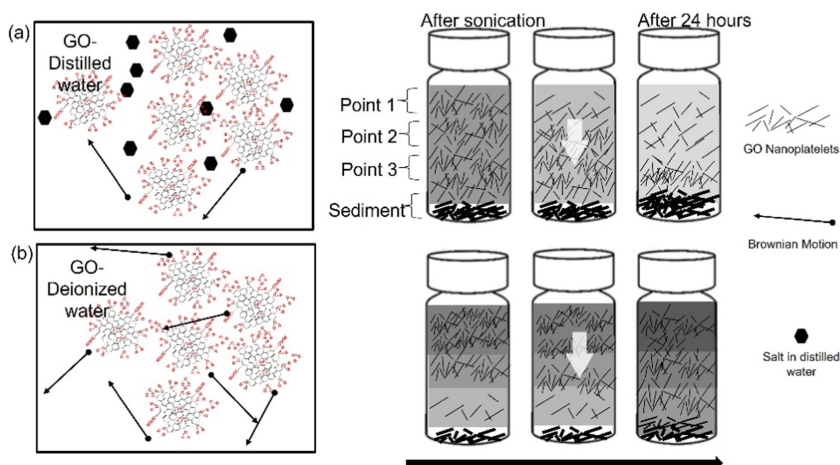 (a)
GO-
Distilled
water
After sonication
After 24 hours
Point 1
Point 2
Point 3
Sediment
GO Nanoplatelets
Brownian Motion
(b)
GO-
Deionized
water
Salt in distilled
water